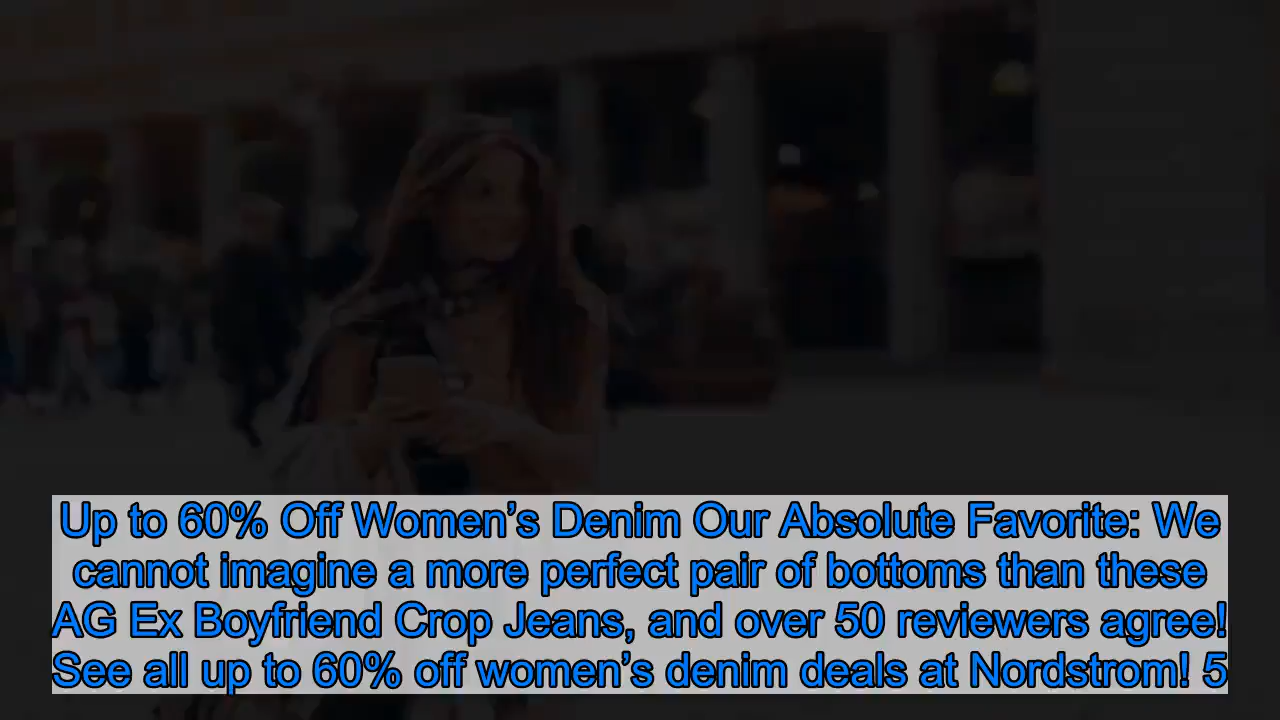 Up to 60% Off Women’s Denim Our Absolute Favorite: We
cannot imagine a more perfect pair of bottoms than these
AG Ex Boyfriend Crop Jeans, and over 50 reviewers agree!
See all up to 60% off women’s denim deals at Nordstrom! 5